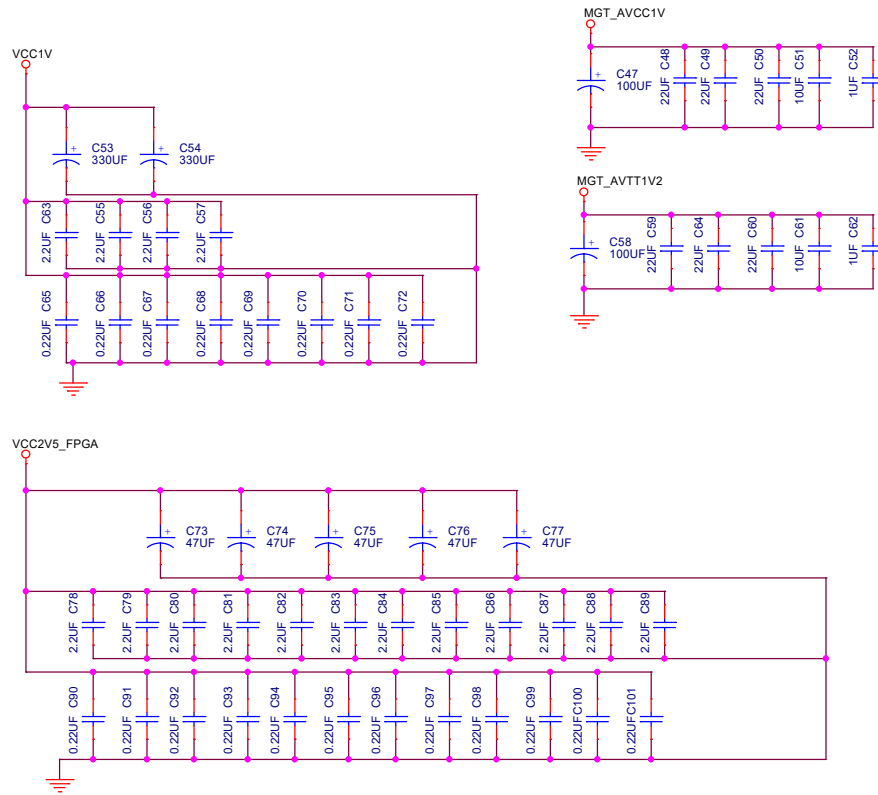 VCC1V
C53
330UF
C54
330UF
2.2UF C63
2.2UF C55
2.2UF C56
2.2UF C57
0.22UF C65
0.22UF C66
0.22UF C67
0.22UF C68
0.22UF C69
0.22UF C70
0.22UF C71
0.22UF C72
MGT_AVCC1V
C47
100UF
22UF C48
22UF C49
22UF C50
10UF C51
1UF C52
MGT_AVTT1V2
C58
100UF
22UF C59
22UF C64
22UF C60
10UF C61
1UF C62
VCC2V5_FPGA
C73
47UF
C74
47UF
C75
47UF
C76
47UF
C77
47UF
2.2UF C78
2.2UF C79
2.2UF C80
2.2UF C81
2.2UF C82
2.2UF C83
2.2UF C84
2.2UF C85
2.2UF C86
2.2UF C87
2.2UF C88
2.2UF C89
0.22UF C90
0.22UF C91
0.22UF C92
0.22UF C93
0.22UF C94
0.22UF C95
0.22UF C96
0.22UF C97
0.22UF C98
0.22UF C99
0.22UF C100
0.22UF C101